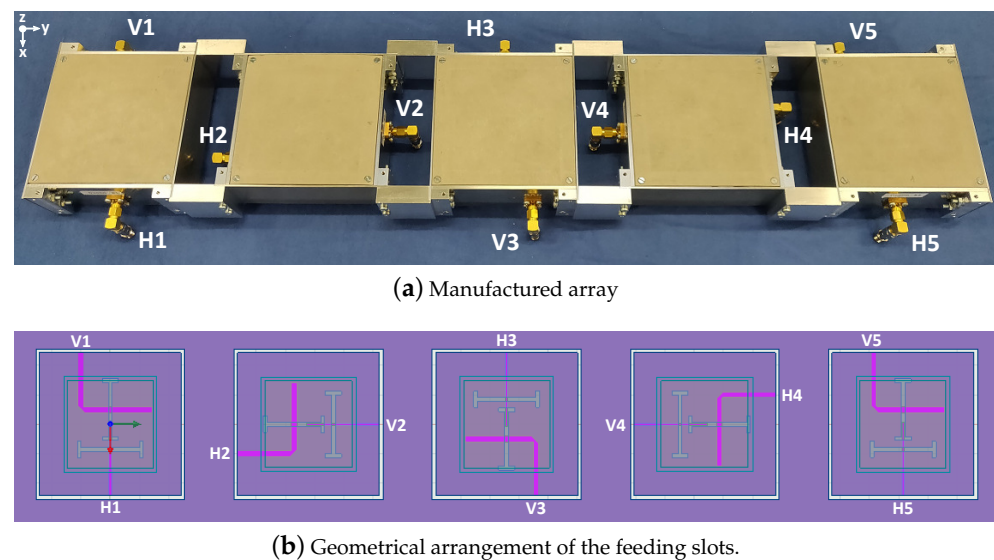 z
y
x
V1
H3
V5
V2
V4
H2
H4
H1
V3
H5
(a) Manufactured array
V1
H3
V5
H4
V2
V4
H2
H1
V3
H5
(b) Geometrical arrangement of the feeding slots.